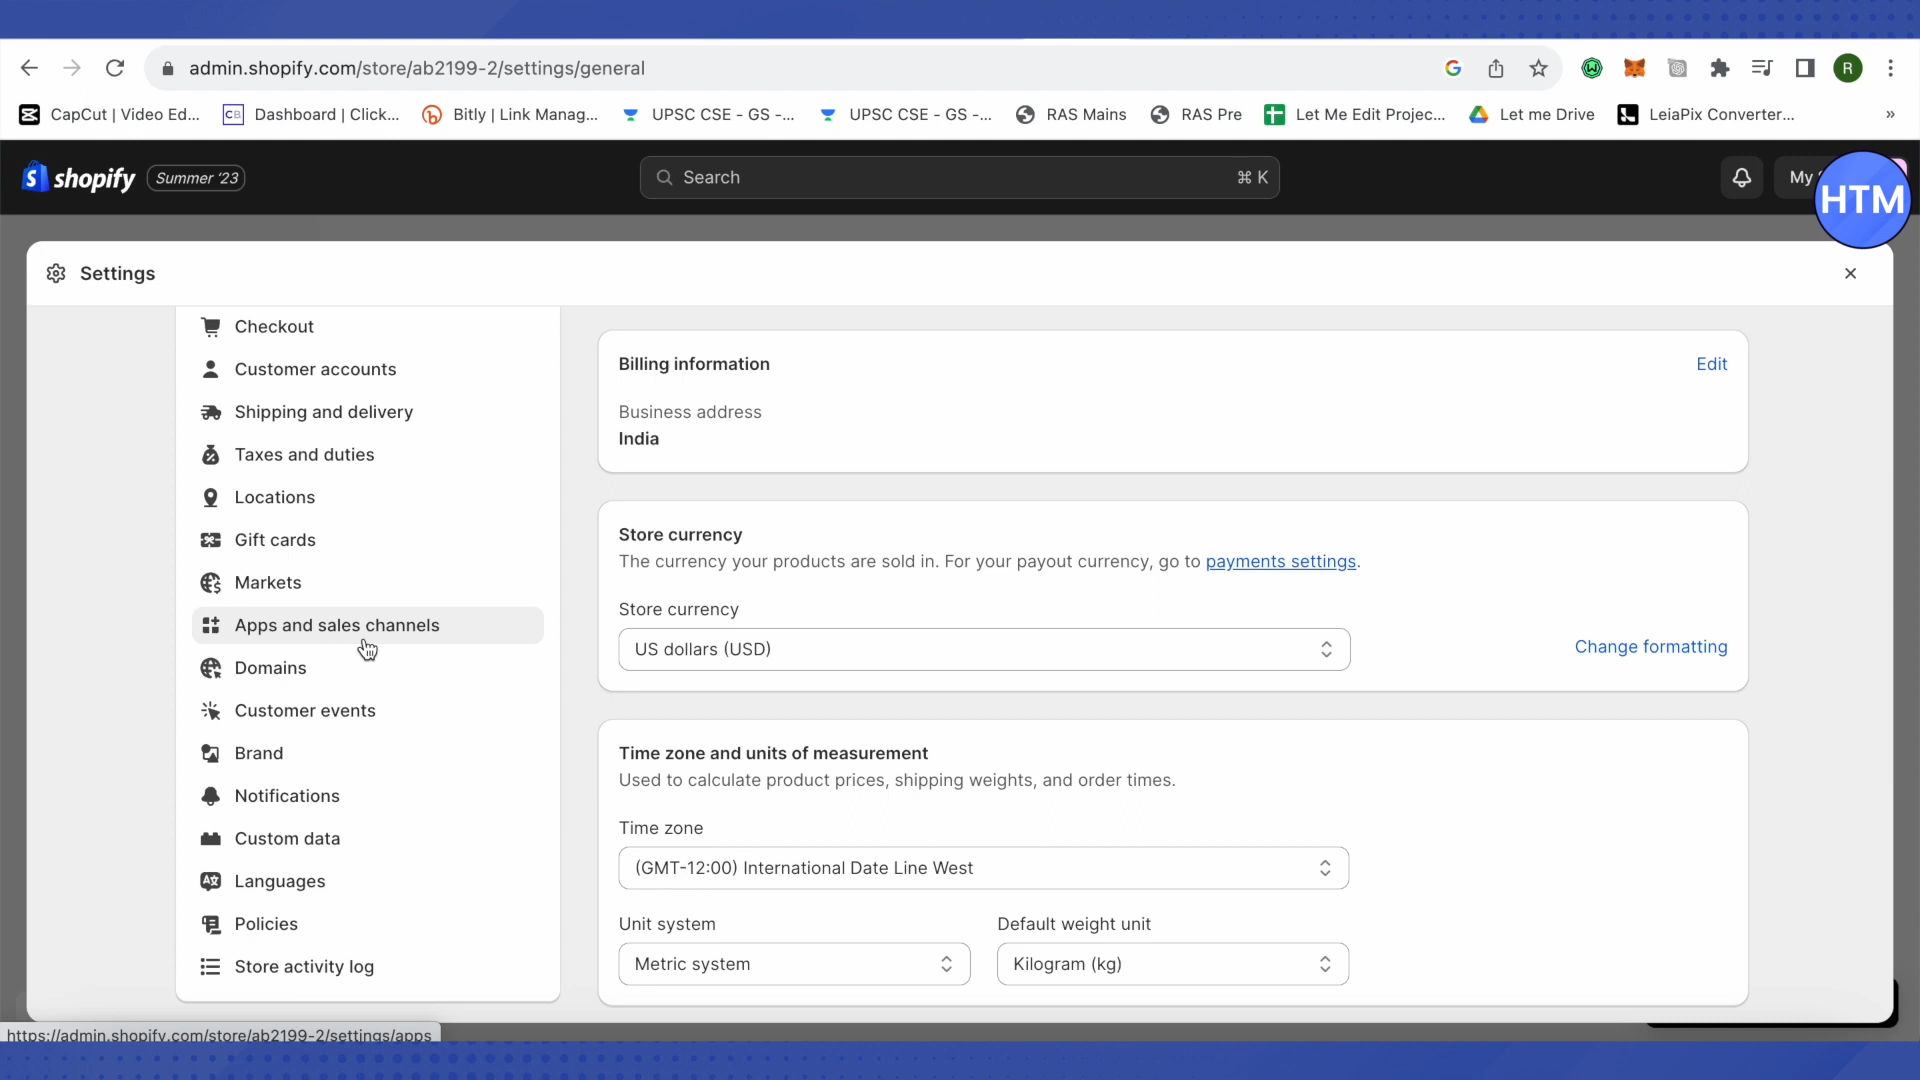 admin.shopify.com/store/ab2199-2/settings/general
CapCut | Video Ed...
CB
Dashboard | Click...
Bitly | Link Manag...
UPSC CSE - GS -...
UPSC CSE - GS -...
RAS Mains
RAS Pre
Let Me Edit Projec...
Let me Drive
LeiaPix Converter...
»
R
shopify
Summer '23
Search
⌘ K
My
HTM
Settings
Checkout
Customer accounts
Shipping and delivery
Taxes and duties
Locations
Gift cards
Markets
Apps and sales channels
Domains
Customer events
Brand
Notifications
Custom data
Languages
Policies
Store activity log
Billing information
Edit
Business address
India
Store currency
The currency your products are sold in. For your payout currency, go to payments settings.
Store currency
US dollars (USD)
Change formatting
Time zone and units of measurement
Used to calculate product prices, shipping weights, and order times.
Time zone
(GMT-12:00) International Date Line West
Unit system
Default weight unit
Metric system
Kilogram (kg)
https://admin.shopify.com/store/ab2199-2/settings/apps